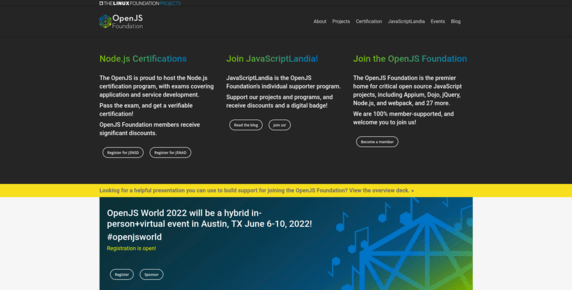 THE LINUX FOUNDATION PROJECTS
OpenJS
Foundation
About Projects Certification JavaScriptLandia Events Blog
Node.js Certifications
The OpenJS is proud to host the Node.js
certification program, with exams covering
application and service development.
Pass the exam, and get a verifiable
certification!
OpenJS Foundation members receive
significant discounts.
Register for JSNSD Register for JSNAD
Join JavaScriptLandia!
JavaScriptLandia is the OpenJS
Foundation's individual supporter program.
Support our projects and programs, and
receive discounts and a digital badge!
Read the blog Join us!
Join the OpenJS Foundation
The OpenJS Foundation is the premier
home for critical open source JavaScript
projects, including Appium, Dojo, jQuery,
Node.js, and webpack, and 27 more.
We are 100% member-supported, and
welcome you to join us!
Become a member
Looking for a helpful presentation you can use to build support for joining the OpenJS Foundation? View the overview deck. »
OpenJS World 2022 will be a hybrid in-
person+virtual event in Austin, TX June 6-10, 2022!
#openjsworld
Registration is open!
Register Sponsor